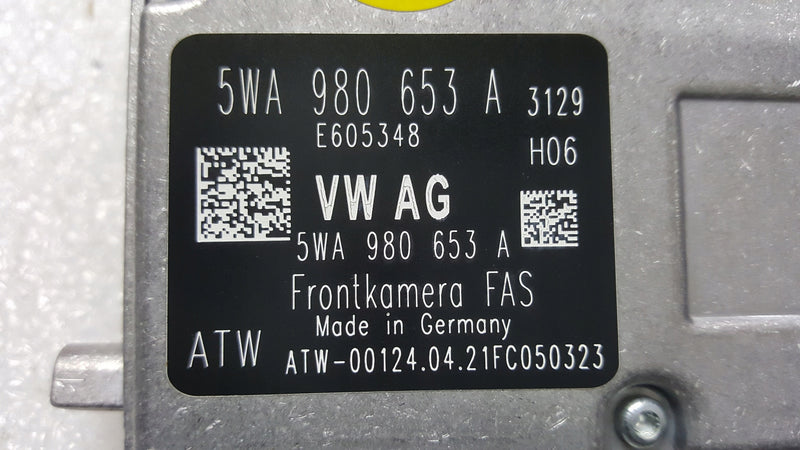 5WA 980 653 A 3129
E605348
H06
VW AG
5WA 980 653 A
Frontkamera FAS
Made in Germany
ATW
ATW-00124.04.21FC050323